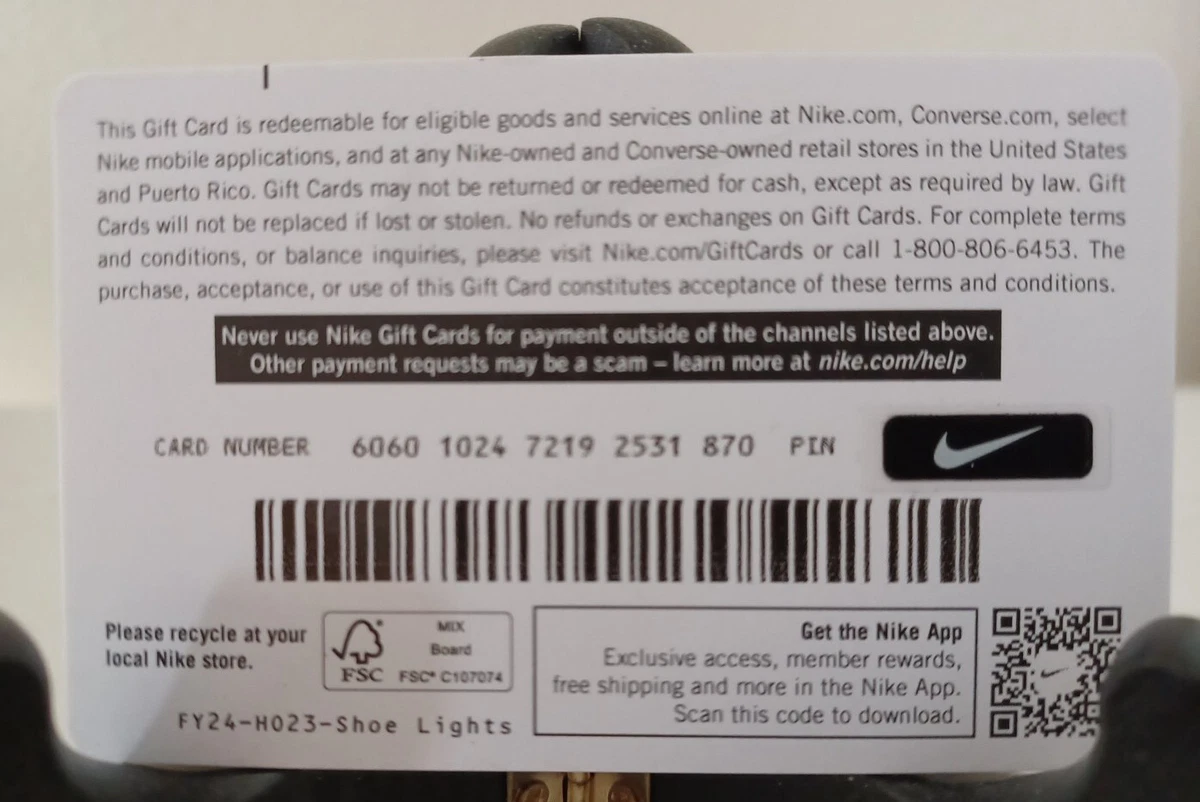 This Gift Card is redeemable for eligible goods and services online at Nike.com, Converse.com, select
Nike mobile applications, and at any Nike-owned and Converse-owned retail stores in the United States
and Puerto Rico. Gift Cards may not be returned or redeemed for cash, except as required by law. Gift
Cards will not be replaced if lost or stolen. No refunds or exchanges on Gift Cards. For complete terms
and conditions, or balance inquiries, please visit Nike.com/GiftCards or call 1-800-806-6453. The
purchase, acceptance, or use of this Gift Card constitutes acceptance of these terms and conditions.
Never use Nike Gift Cards for payment outside of the channels listed above.
Other payment requests may be a scam – learn more at nike.com/help
CARD NUMBER 6060 1024 7219 2531 870 PIN
Please recycle at your
local Nike store.
MIX
Board
FSC FSC® C107074
FY24-H023-Shoe Lights
Get the Nike App
Exclusive access, member rewards,
free shipping and more in the Nike App.
Scan this code to download.